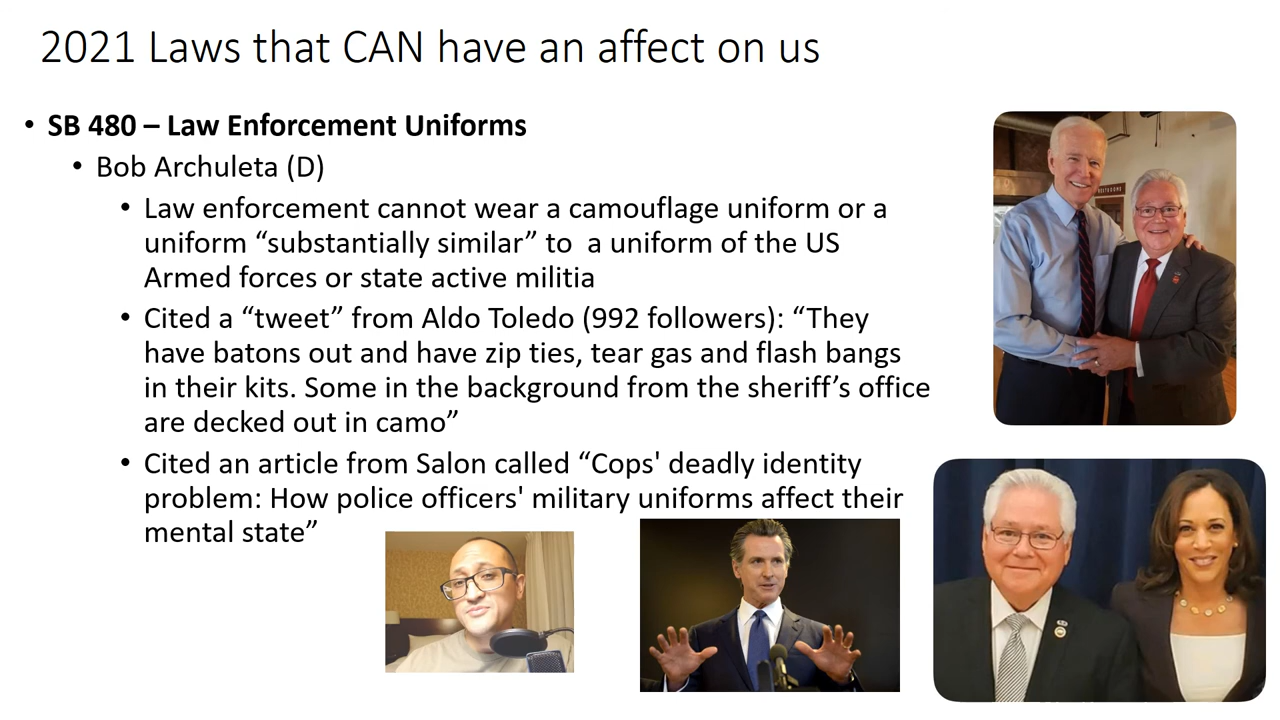 2021 Laws that CAN have an affect on us
• SB 480 – Law Enforcement Uniforms
• Bob Archuleta (D)
• Law enforcement cannot wear a camouflage uniform or a
uniform “substantially similar” to  a uniform of the US
Armed forces or state active militia
• Cited a “tweet” from Aldo Toledo (992 followers): “They
have batons out and have zip ties, tear gas and flash bangs
in their kits. Some in the background from the sheriff’s office
are decked out in camo”
• Cited an article from Salon called “Cops' deadly identity
problem: How police officers' military uniforms affect their
mental state”